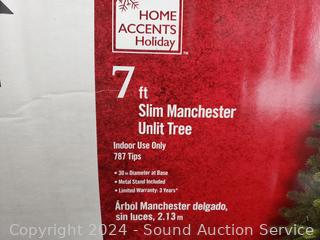 HOME
ACCENTS
Holiday
™
7 ft
Slim Manchester
Unlit Tree
Indoor Use Only
787 Tips
• 30 in Diameter at Base
• Metal Stand Included
• Limited Warranty: 3 Years*
Árbol Manchester delgado,
sin luces, 2.13 m
Copyright 2024 - Sound Auction Service